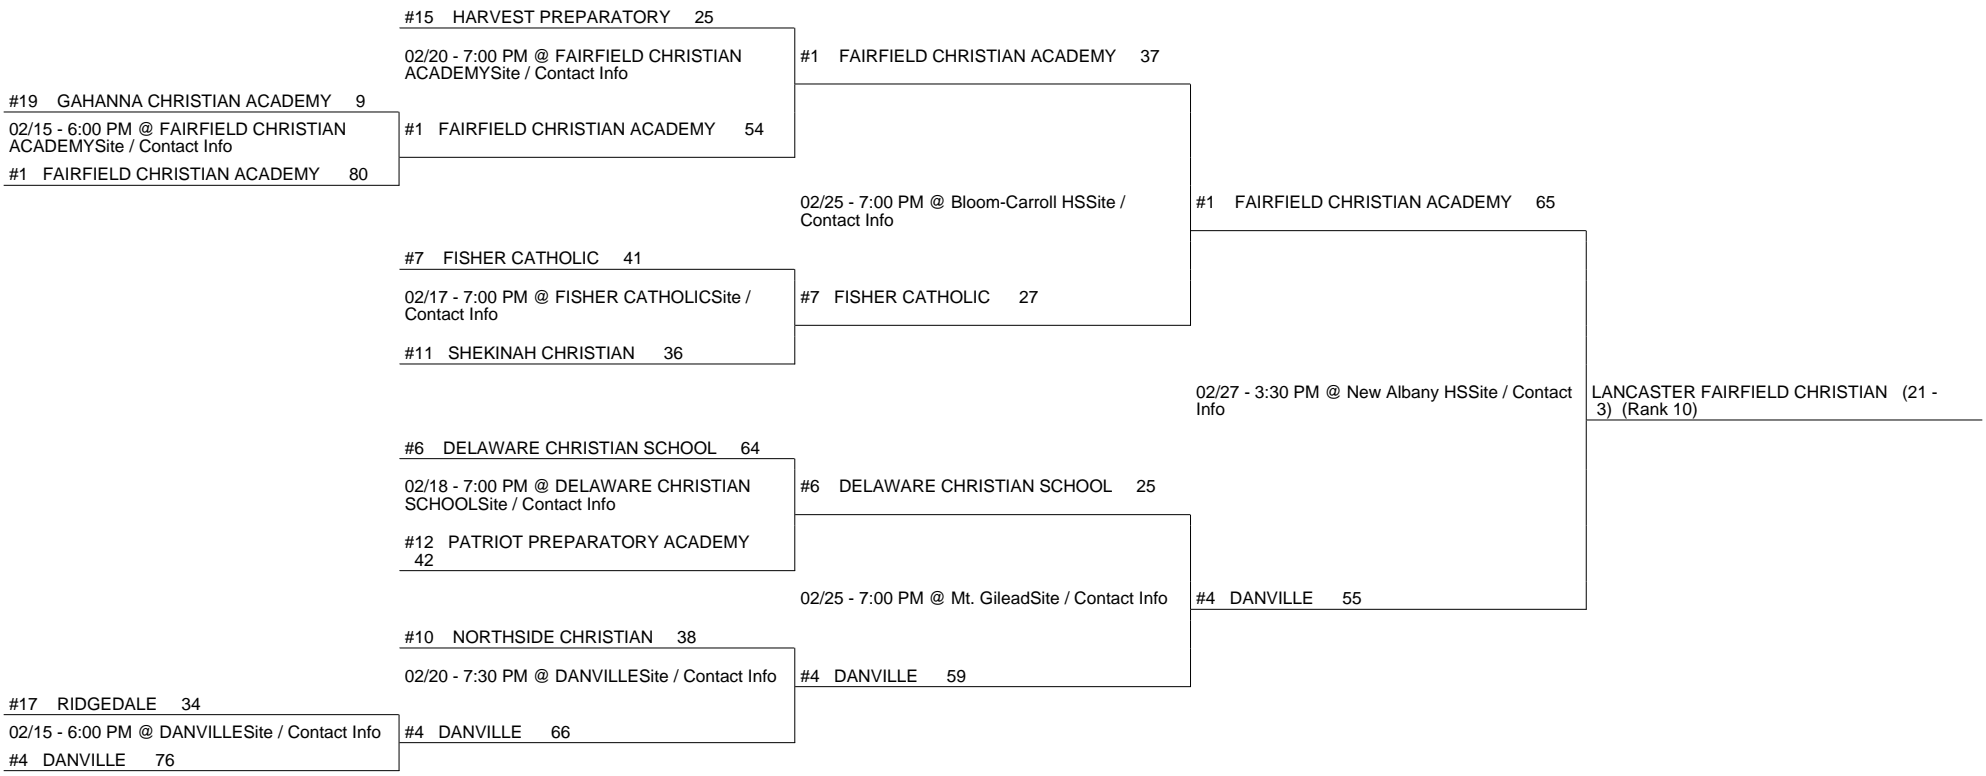 #15 HARVEST PREPARATORY 25
02/20 - 7:00 PM @ FAIRFIELD CHRISTIAN
ACADEMYSite / Contact Info
#1 FAIRFIELD CHRISTIAN ACADEMY 37
#19 GAHANNA CHRISTIAN ACADEMY 9
02/15 - 6:00 PM @ FAIRFIELD CHRISTIAN
ACADEMYSite / Contact Info
#1 FAIRFIELD CHRISTIAN ACADEMY 54
#1 FAIRFIELD CHRISTIAN ACADEMY 80
02/25 - 7:00 PM @ Bloom-Carroll HSSite /
Contact Info
#1 FAIRFIELD CHRISTIAN ACADEMY 65
#7 FISHER CATHOLIC 41
02/17 - 7:00 PM @ FISHER CATHOLICSite /
Contact Info
#7 FISHER CATHOLIC 27
#11 SHEKINAH CHRISTIAN 36
02/27 - 3:30 PM @ New Albany HSSite / Contact
Info
LANCASTER FAIRFIELD CHRISTIAN (21 -
3) (Rank 10)
#6 DELAWARE CHRISTIAN SCHOOL 64
02/18 - 7:00 PM @ DELAWARE CHRISTIAN
SCHOOLSite / Contact Info
#6 DELAWARE CHRISTIAN SCHOOL 25
#12 PATRIOT PREPARATORY ACADEMY
42
02/25 - 7:00 PM @ Mt. GileadSite / Contact Info
#4 DANVILLE 55
#10 NORTHSIDE CHRISTIAN 38
02/20 - 7:30 PM @ DANVILLESite / Contact Info
#4 DANVILLE 59
#17 RIDGEDALE 34
02/15 - 6:00 PM @ DANVILLESite / Contact Info
#4 DANVILLE 66
#4 DANVILLE 76